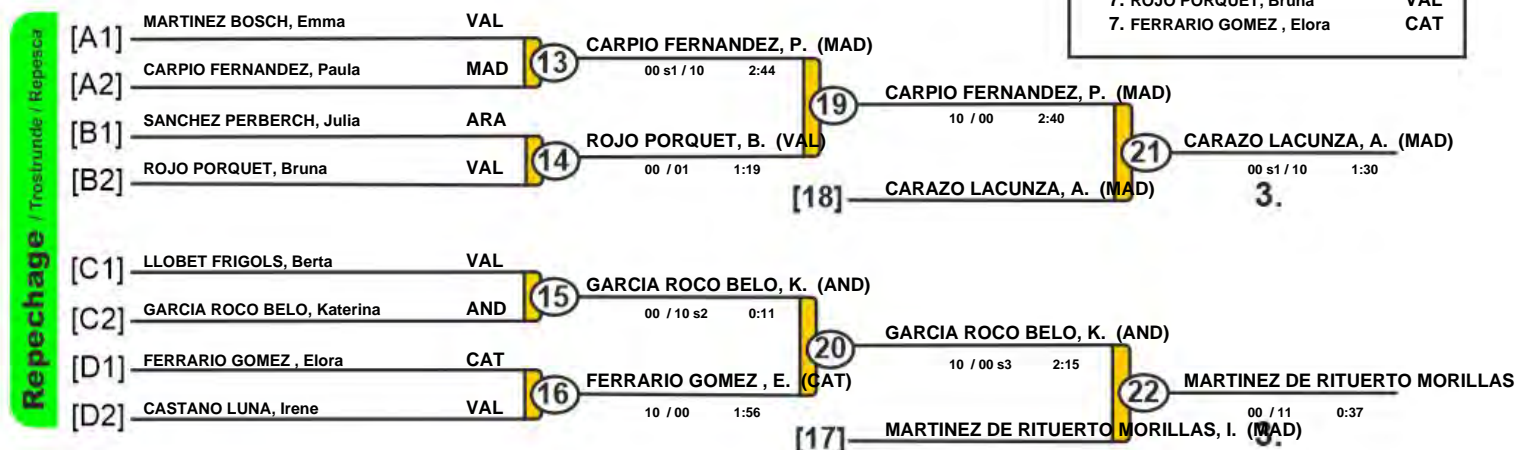 7. ROJO PORQUET, Bruna VAL
7. FERRARIO GOMEZ , Elora CAT
Repechage / Trostrunde / Repesca
[A1] MARTINEZ BOSCH, Emma VAL
[A2] CARPIO FERNANDEZ, Paula MAD
13 CARPIO FERNANDEZ, P. (MAD)
00 s1 / 10 2:44
[B1] SANCHEZ PERBERCH, Julia ARA
[B2] ROJO PORQUET, Bruna VAL
14 ROJO PORQUET, B. (VAL)
00 / 01 1:19
19 CARPIO FERNANDEZ, P. (MAD)
10 / 00 2:40
[18] CARAZO LACUNZA, A. (MAD)
21 CARAZO LACUNZA, A. (MAD)
00 s1 / 10 1:30
3.
[C1] LLOBET FRIGOLS, Berta VAL
[C2] GARCIA ROCO BELO, Katerina AND
15 GARCIA ROCO BELO, K. (AND)
00 / 10 s2 0:11
[D1] FERRARIO GOMEZ , Elora CAT
[D2] CASTANO LUNA, Irene VAL
16 FERRARIO GOMEZ , E. (CAT)
10 / 00 1:56
20 GARCIA ROCO BELO, K. (AND)
10 / 00 s3 2:15
[17] MARTINEZ DE RITUERTO MORILLAS, I. (MAD)
22 MARTINEZ DE RITUERTO MORILLAS
00 / 11 0:37
3.